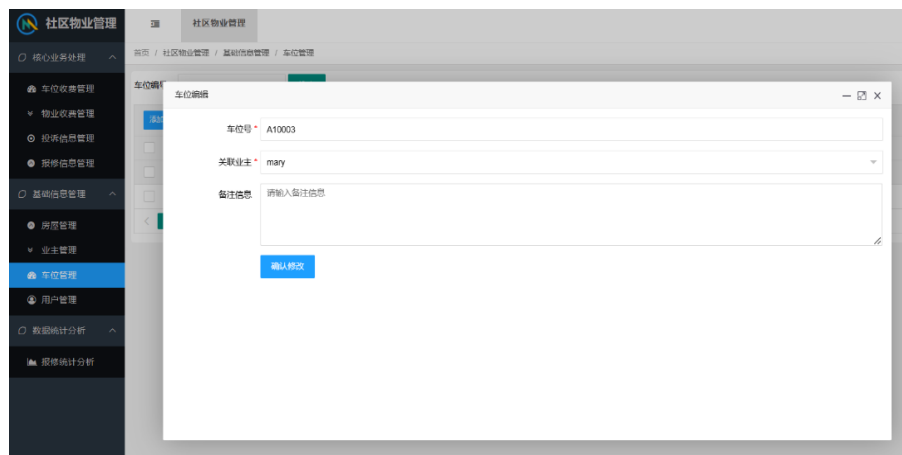 社区物业管理
社区物业管理
核心业务处理
首页 / 社区物业管理 / 基础信息管理 / 车位管理
车位收费管理
物业收费管理
投诉信息管理
报修信息管理
基础信息管理
房屋管理
业主管理
车位管理
用户管理
数据统计分析
报修统计分析
车位编号
添加
车位编辑
车位号 * A10003
关联业主 * mary
备注信息 请输入备注信息
确认修改